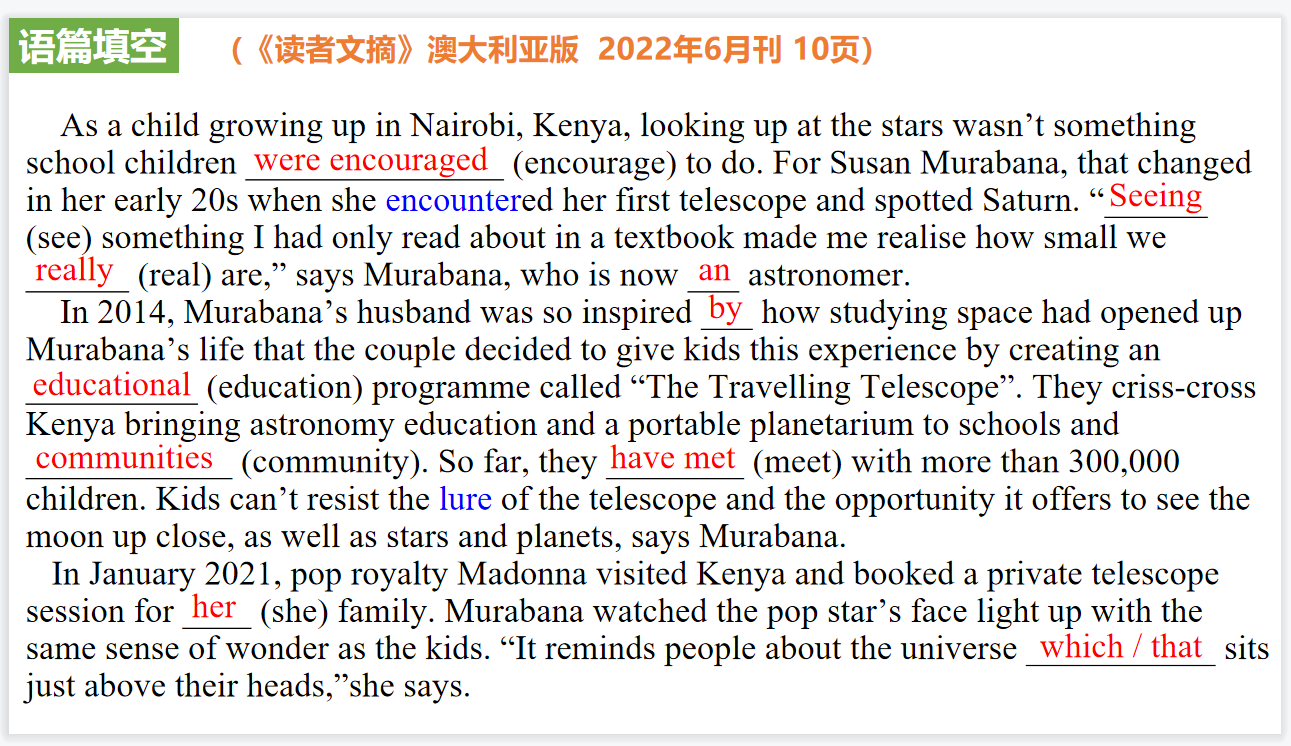 语篇填空 (《读者文摘》澳大利亚版 2022年6月刊 10页)
As a child growing up in Nairobi, Kenya, looking up at the stars wasn’t something
school children were encouraged (encourage) to do. For Susan Murabana, that changed
in her early 20s when she encountered her first telescope and spotted Saturn. “Seeing
(see) something I had only read about in a textbook made me realise how small we
really (real) are,” says Murabana, who is now an astronomer.
In 2014, Murabana’s husband was so inspired by how studying space had opened up
Murabana’s life that the couple decided to give kids this experience by creating an
educational (education) programme called “The Travelling Telescope”. They criss-cross
Kenya bringing astronomy education and a portable planetarium to schools and
communities (community). So far, they have met (meet) with more than 300,000
children. Kids can’t resist the lure of the telescope and the opportunity it offers to see the
moon up close, as well as stars and planets, says Murabana.
In January 2021, pop royalty Madonna visited Kenya and booked a private telescope
session for her (she) family. Murabana watched the pop star’s face light up with the
same sense of wonder as the kids. “It reminds people about the universe which / that sits
just above their heads,”she says.